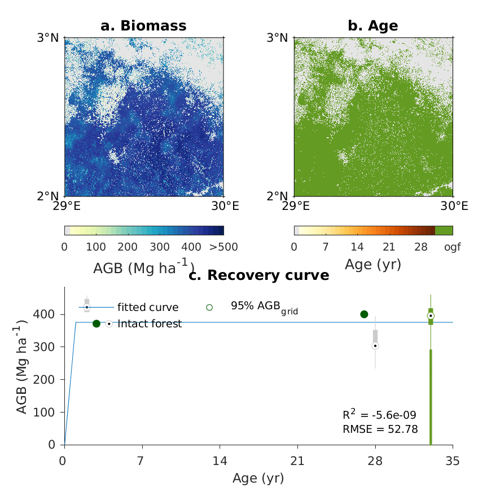 a. Biomass
b. Age
3°N
2°N
29°E
30°E
3°N
2°N
29°E
30°E
0 100 200 300 400 >500
AGB (Mg ha-1)
0 7 14 21 28 ogf
Age (yr)
c. Recovery curve
fitted curve
95% AGBgrid
Intact forest
AGB (Mg ha-1)
400
300
200
100
0
R2 = -5.6e-09
RMSE = 52.78
0 7 14 21 28 35
Age (yr)